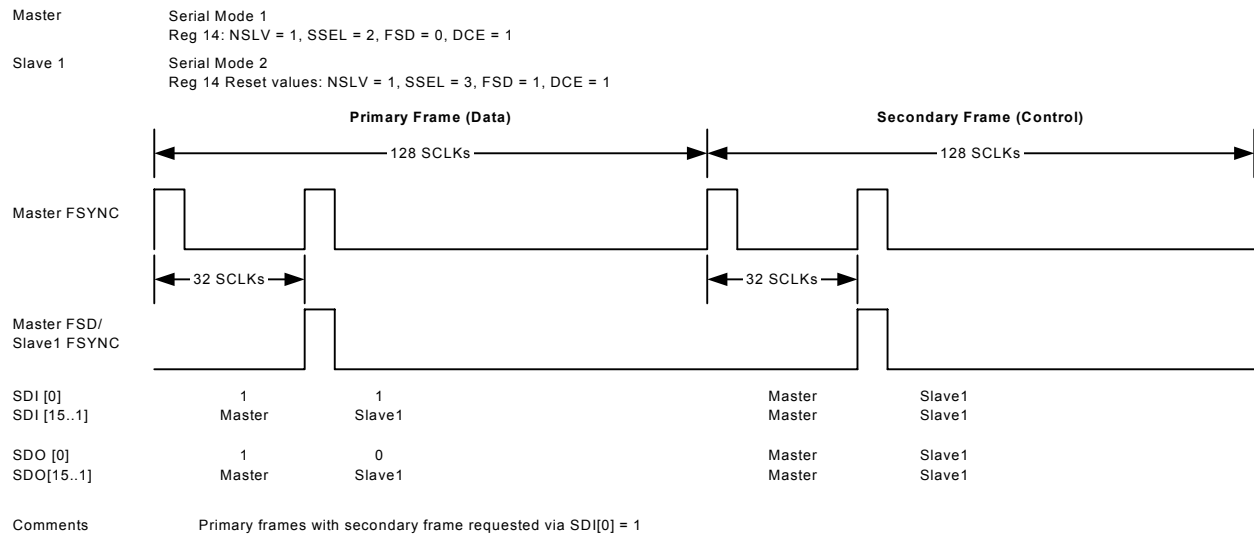 Master Serial Mode 1
Reg 14: NSLV = 1, SSEL = 2, FSD = 0, DCE = 1
Slave 1 Serial Mode 2
Reg 14 Reset values: NSLV = 1, SSEL = 3, FSD = 1, DCE = 1
Primary Frame (Data) Secondary Frame (Control)
128 SCLKs 128 SCLKs
Master FSYNC
32 SCLKs 32 SCLKs
Master FSD/
Slave1 FSYNC
SDI [0] 1 1 Master Slave1
SDI [15..1] Master Slave1 Master Slave1
SDO [0] 1 0 Master Slave1
SDO[15..1] Master Slave1 Master Slave1
Comments Primary frames with secondary frame requested via SDI[0] = 1